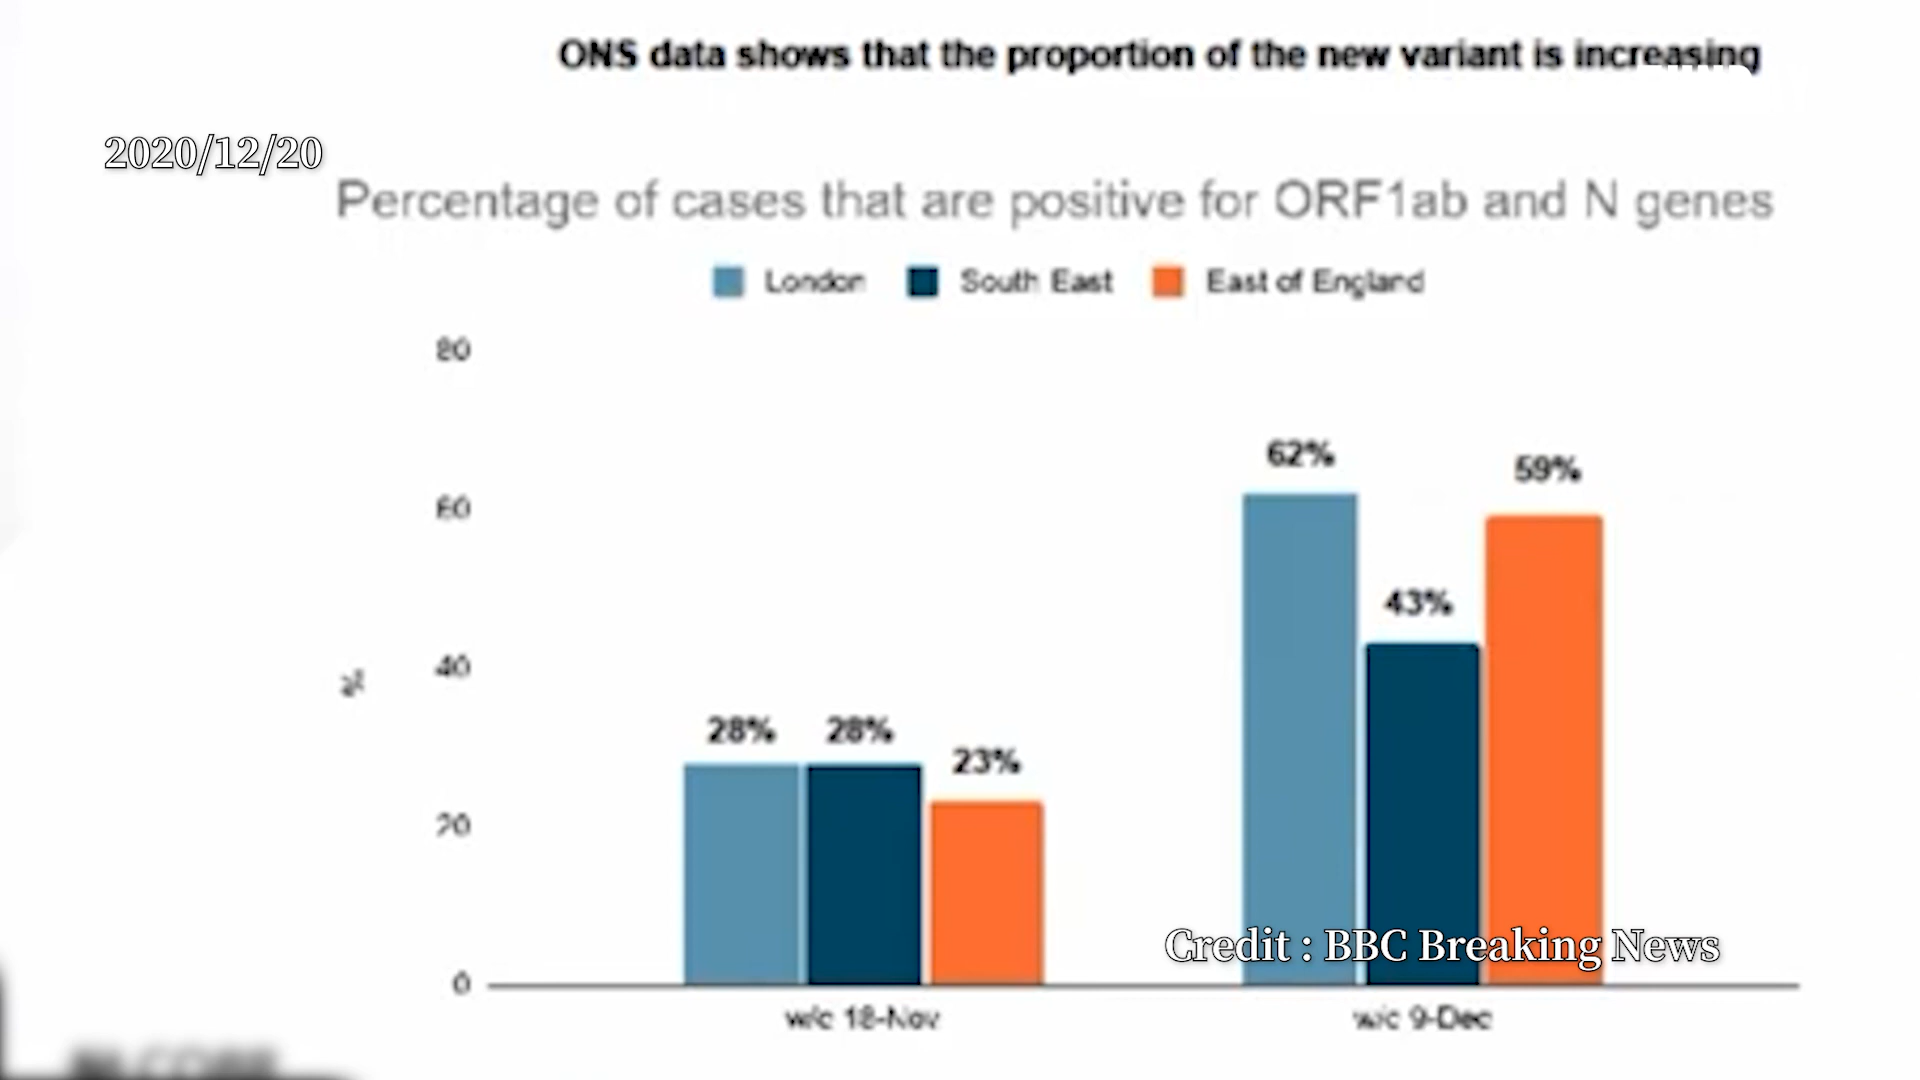 ONS data shows that the proportion of the new variant is increasing
2020/12/20
Percentage of cases that are positive for ORF1ab and N genes
London South East East of England
80
62%
59%
60
43%
40
%
28% 28%
23%
20
Credit : BBC Breaking News
0
w/c 18-Nov w/c 9-Dec